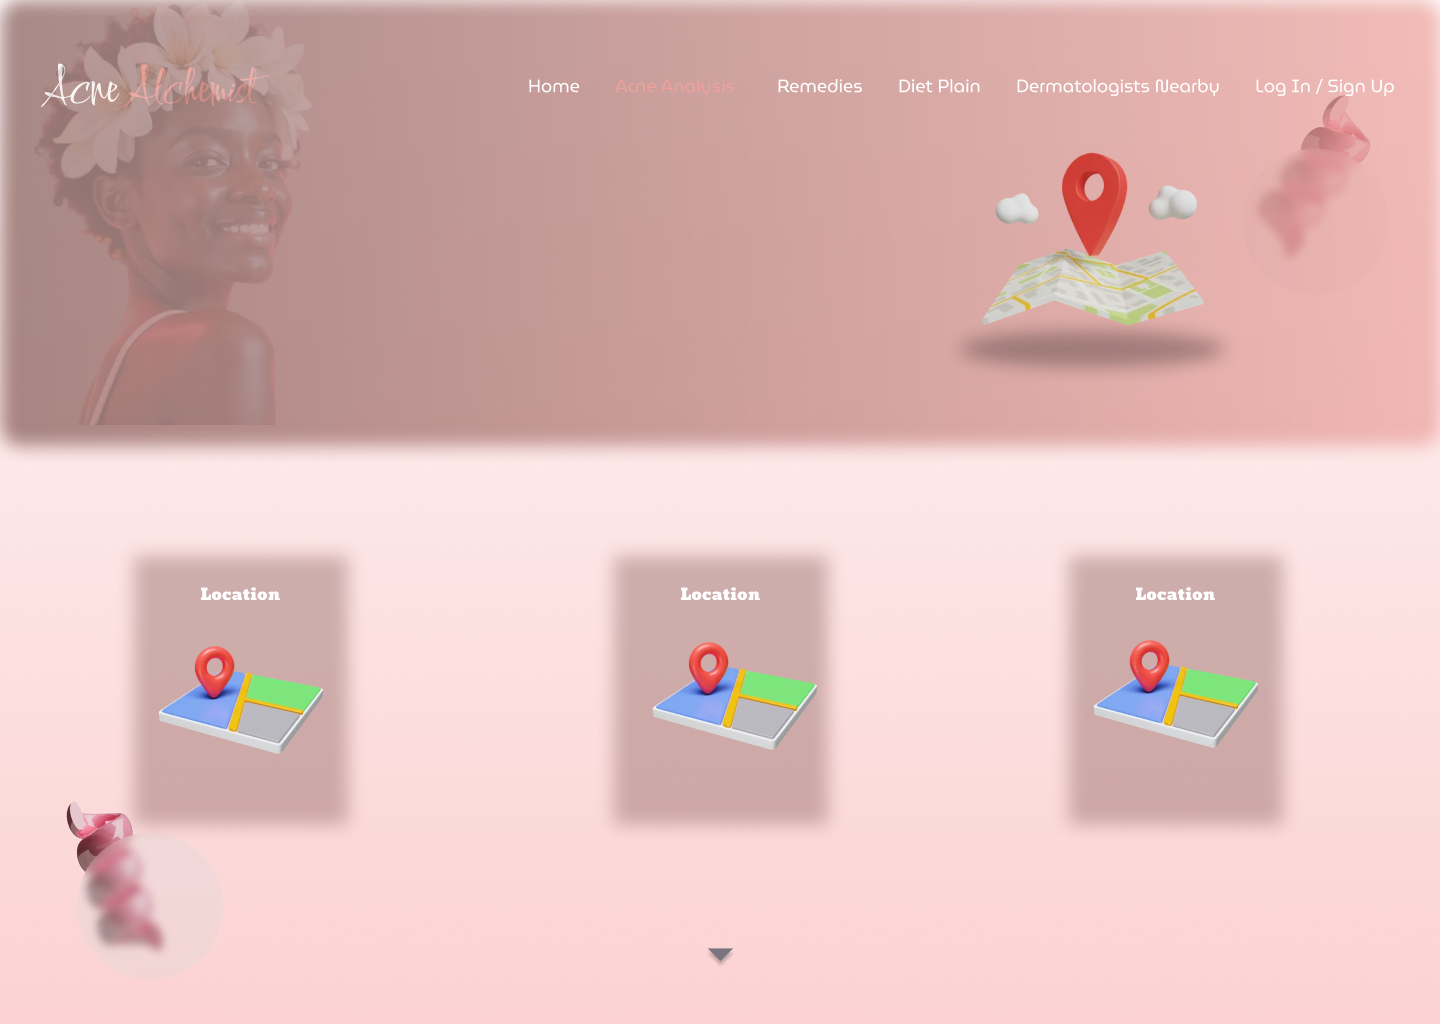 Acne Alchemist
Home Acne Analysis Remedies Diet Plain Dermatologists Nearby Log In / Sign Up
Location Location Location